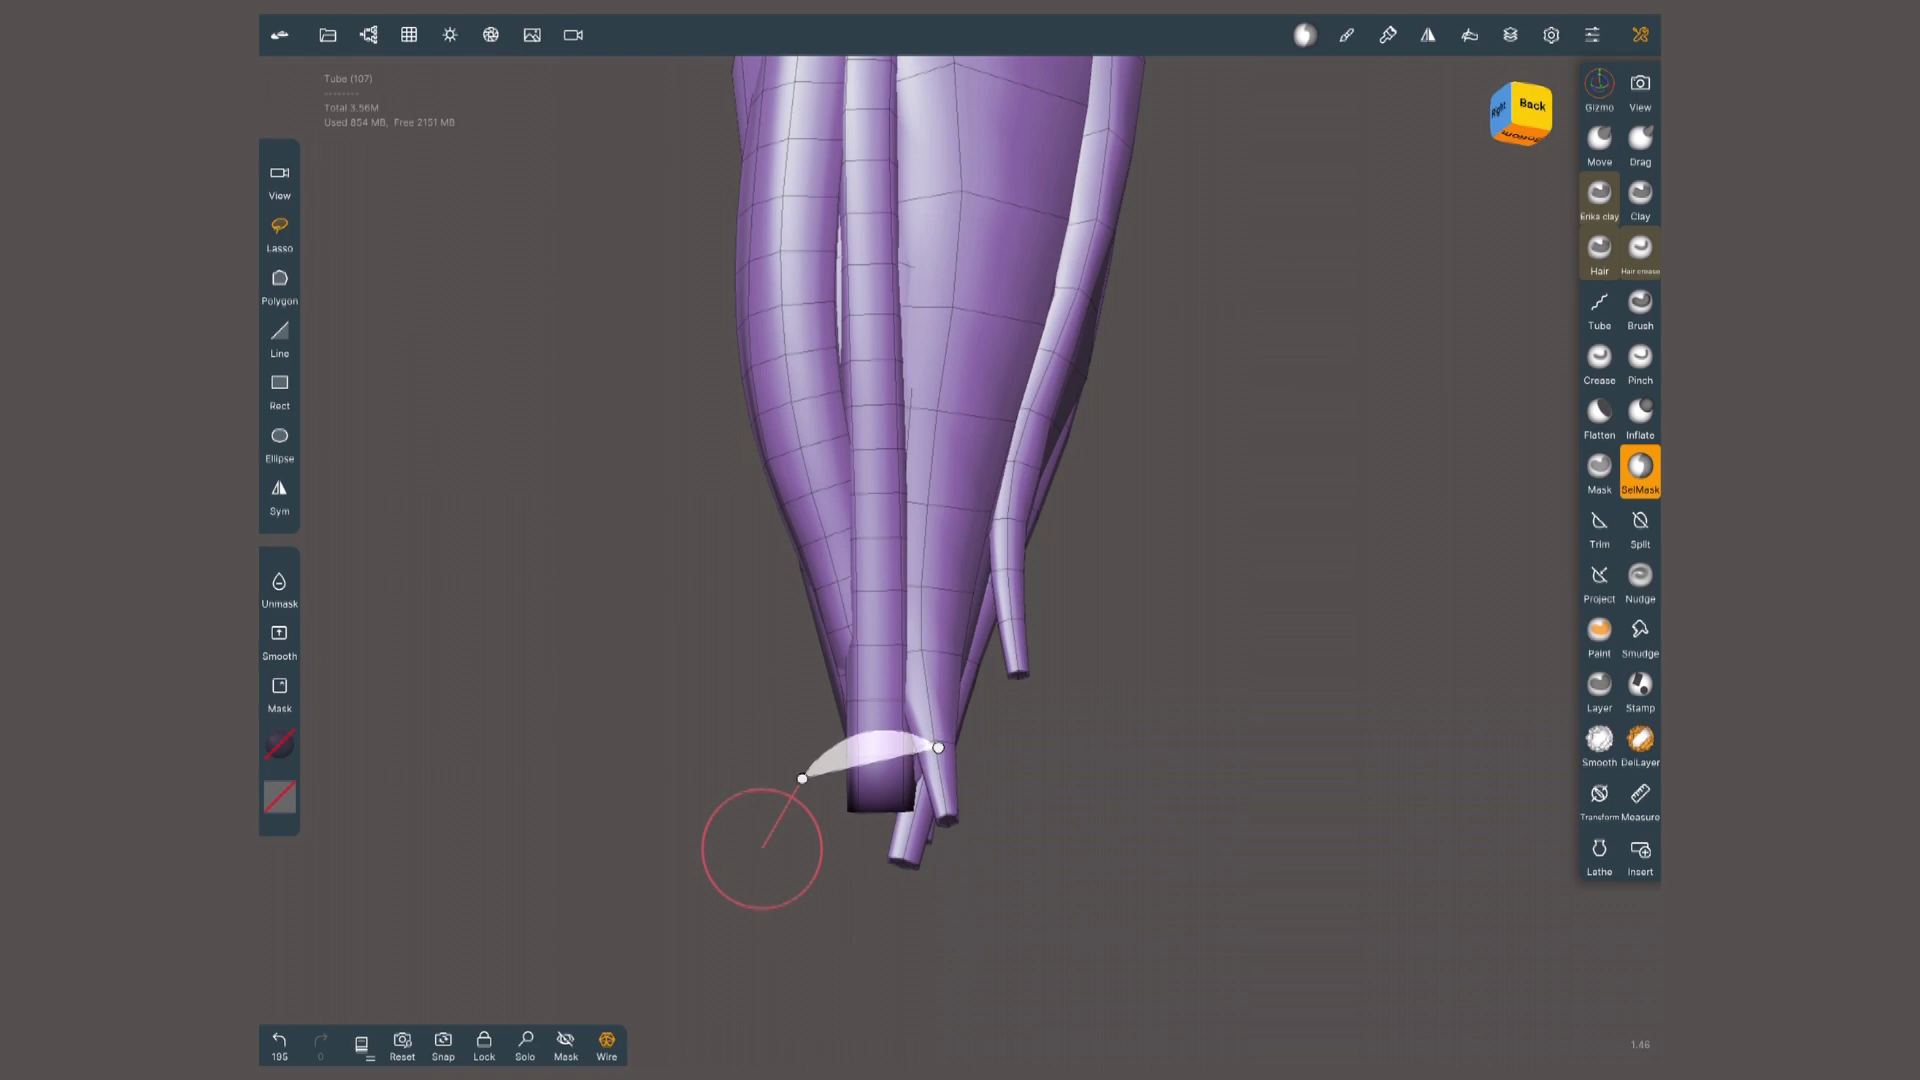 Tube (107)
--------
Total 3.56M
Used 854 MB, Free 2151 MB
Right
Back
View
Lasso
Polygon
Line
Rect
Ellipse
Sym
Unmask
Smooth
Mask
Gizmo View
Move Drag
Erika clay Clay
Hair Hair crease
Tube Brush
Crease Pinch
Flatten Inflate
Mask SelMask
Trim Split
Project Nudge
Paint Smudge
Layer Stamp
Smooth DelLayer
Transform Measure
Lathe Insert
195 0 Reset Snap Lock Solo Mask Wire
1.46